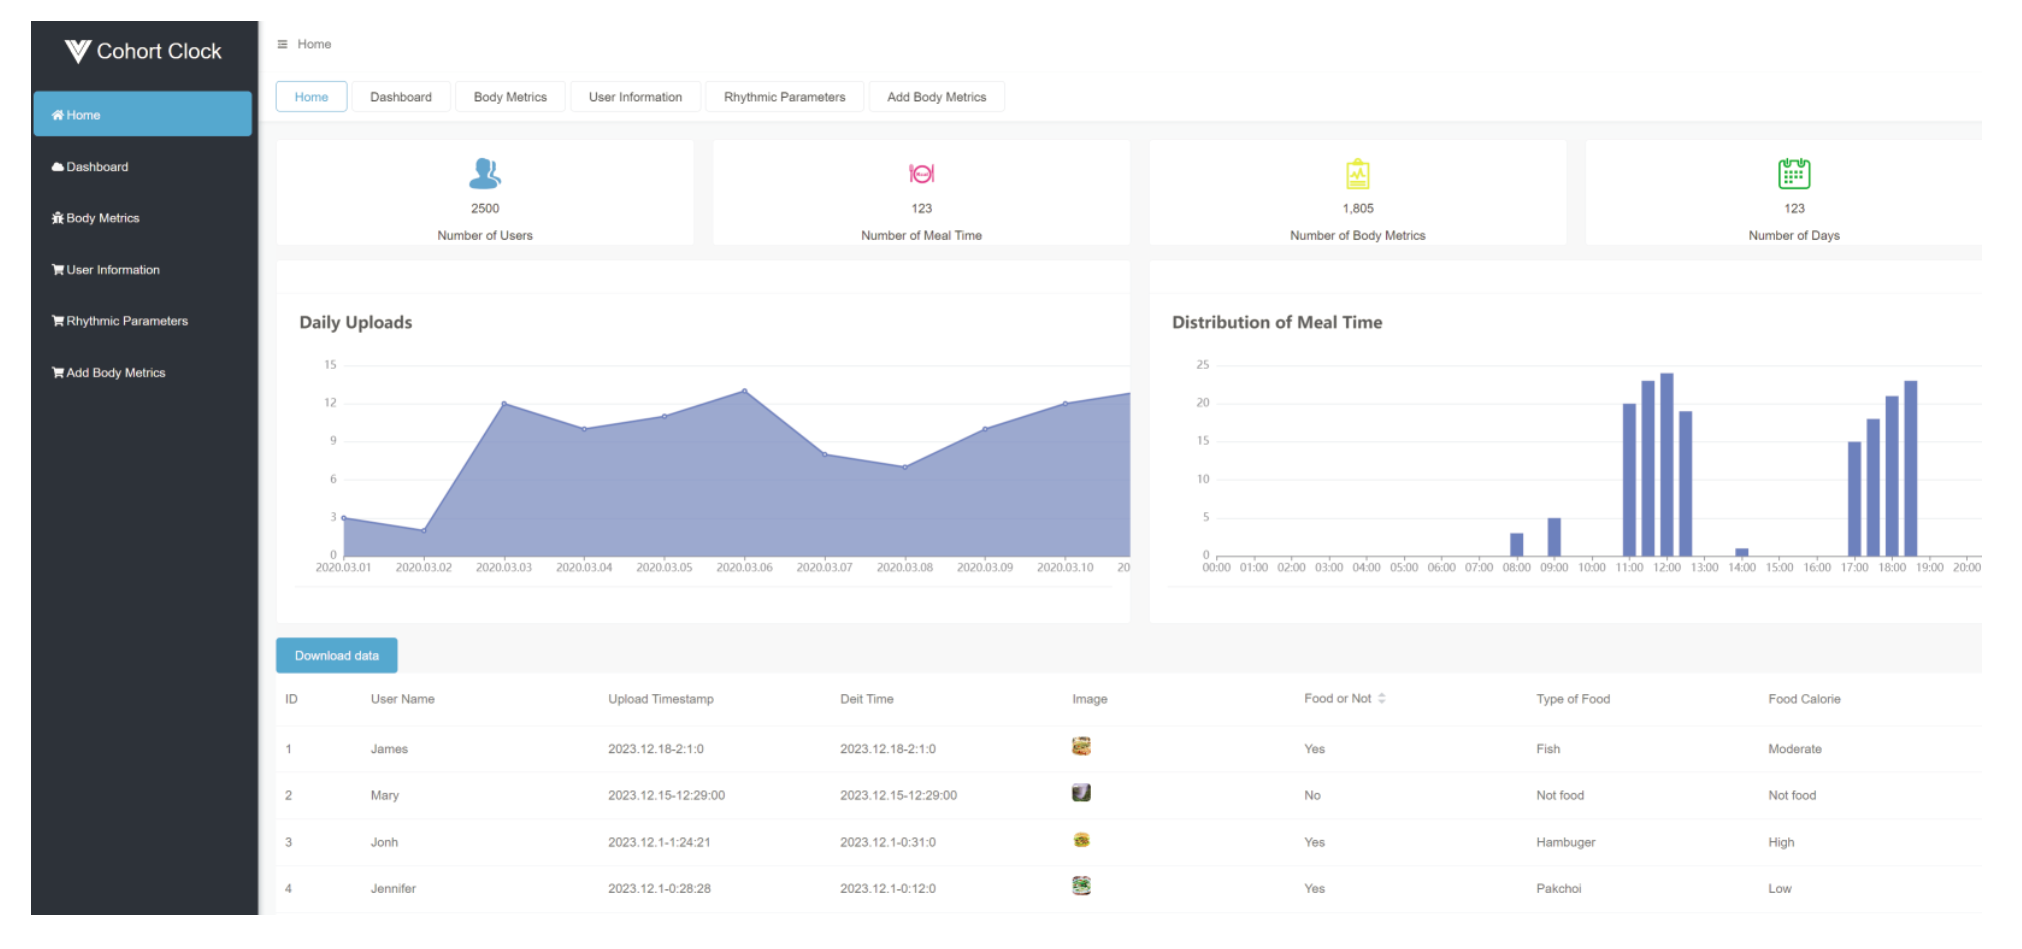 Cohort Clock
Home
Home
Dashboard
Body Metrics
User Information
Rhythmic Parameters
Add Body Metrics
Home Dashboard Body Metrics User Information Rhythmic Parameters Add Body Metrics
2500 123 1,805 123
Number of Users Number of Meal Time Number of Body Metrics Number of Days
Daily Uploads
15
12
9
6
3
0
2020.03.01 2020.03.02 2020.03.03 2020.03.04 2020.03.05 2020.03.06 2020.03.07 2020.03.08 2020.03.09 2020.03.10 20
Distribution of Meal Time
25
20
15
10
5
0
00:00 01:00 02:00 03:00 04:00 05:00 06:00 07:00 08:00 09:00 10:00 11:00 12:00 13:00 14:00 15:00 16:00 17:00 18:00 19:00 20:00
Download data
ID User Name Upload Timestamp Deit Time Image Food or Not Type of Food Food Calorie
1 James 2023.12.18-2:1:0 2023.12.18-2:1:0 Yes Fish Moderate
2 Mary 2023.12.15-12:29:00 2023.12.15-12:29:00 No Not food Not food
3 Jonh 2023.12.1-1:24:21 2023.12.1-0:31:0 Yes Hambuger High
4 Jennifer 2023.12.1-0:28:28 2023.12.1-0:12:0 Yes Pakchoi Low